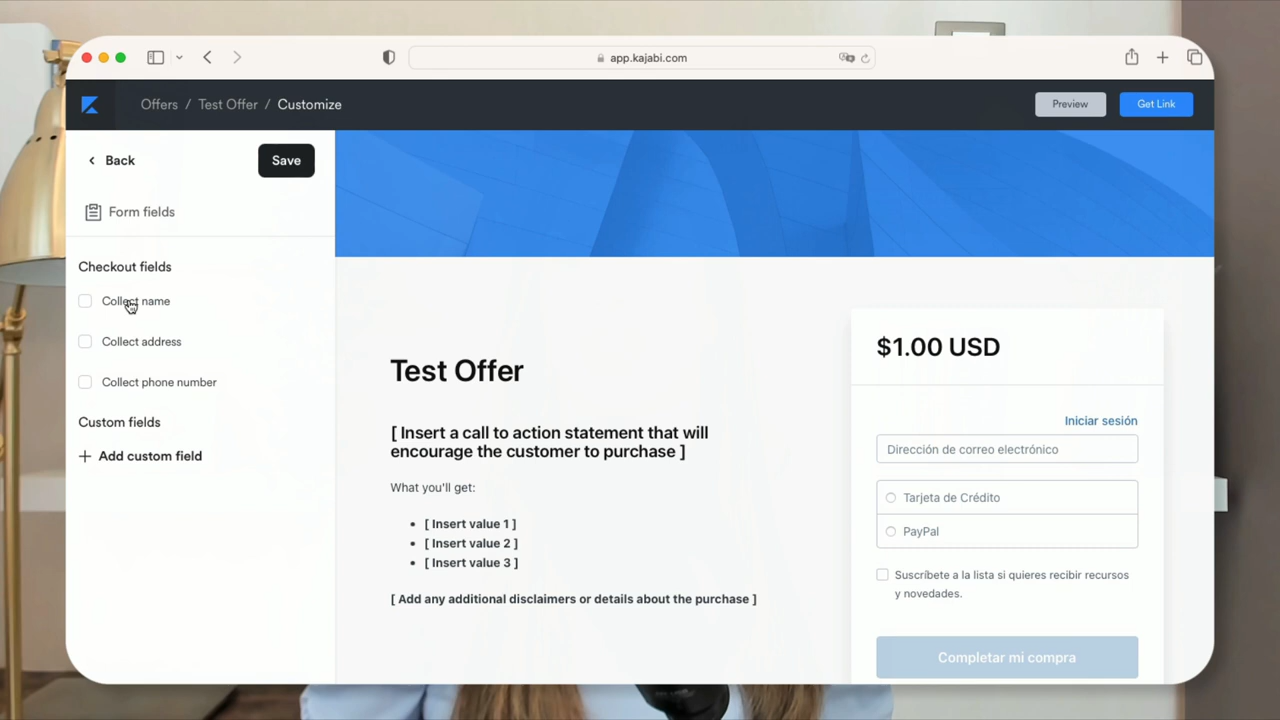 app.kajabi.com
Offers / Test Offer / Customize
Preview
Get Link
Back
Save
Form fields
Checkout fields
Collect name
Collect address
Collect phone number
Custom fields
+ Add custom field
Test Offer
[ Insert a call to action statement that will
encourage the customer to purchase ]
What you'll get:
• [ Insert value 1 ]
• [ Insert value 2 ]
• [ Insert value 3 ]
[ Add any additional disclaimers or details about the purchase ]
$1.00 USD
Iniciar sesión
Dirección de correo electrónico
Tarjeta de Crédito
PayPal
Suscríbete a la lista si quieres recibir recursos
y novedades.
Completar mi compra